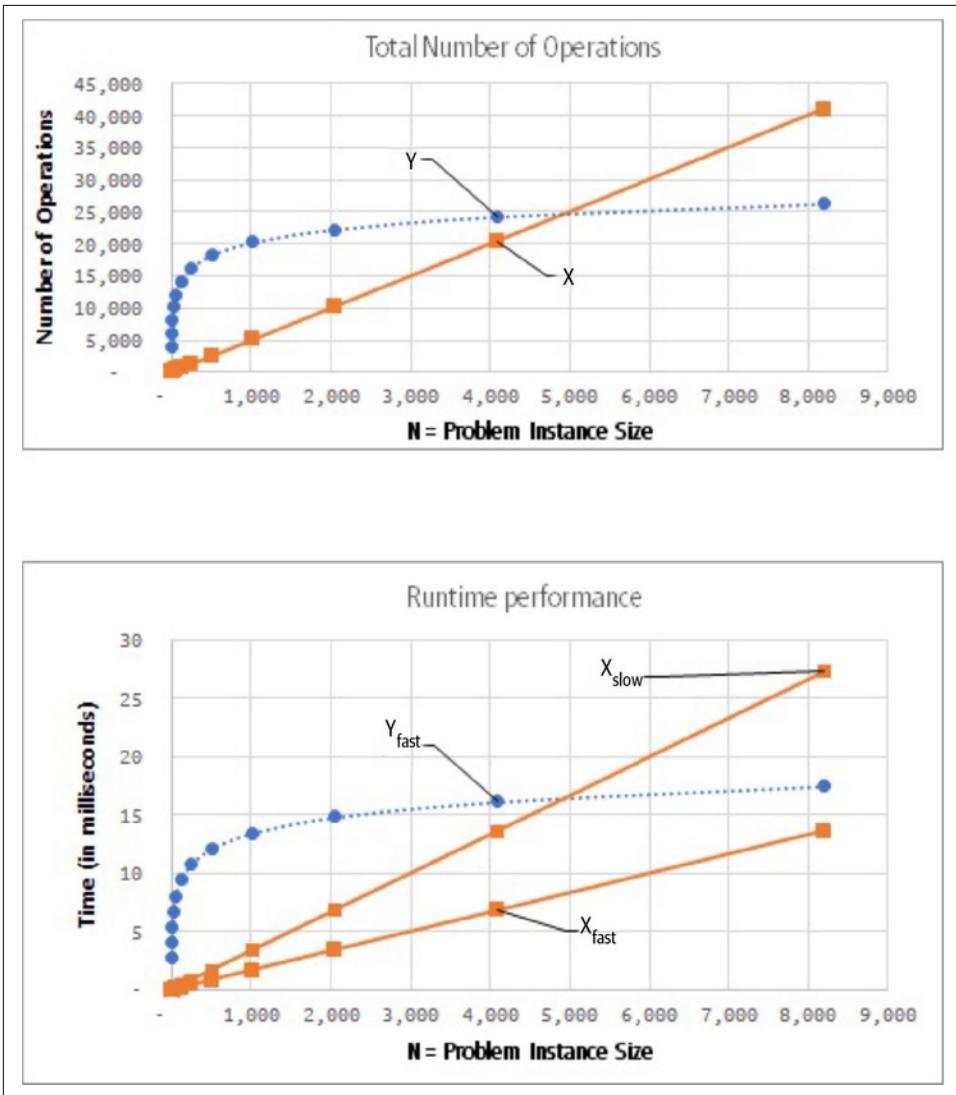 Total Number of Operations
45,000
40,000
35,000
30,000
25,000
20,000
15,000
10,000
5,000
-
Number of Operations
Y
X
- 1,000 2,000 3,000 4,000 5,000 6,000 7,000 8,000 9,000
N = Problem Instance Size
Runtime performance
30
25
20
15
10
5
-
Time (in milliseconds)
Xslow
Yfast
Xfast
- 1,000 2,000 3,000 4,000 5,000 6,000 7,000 8,000 9,000
N = Problem Instance Size